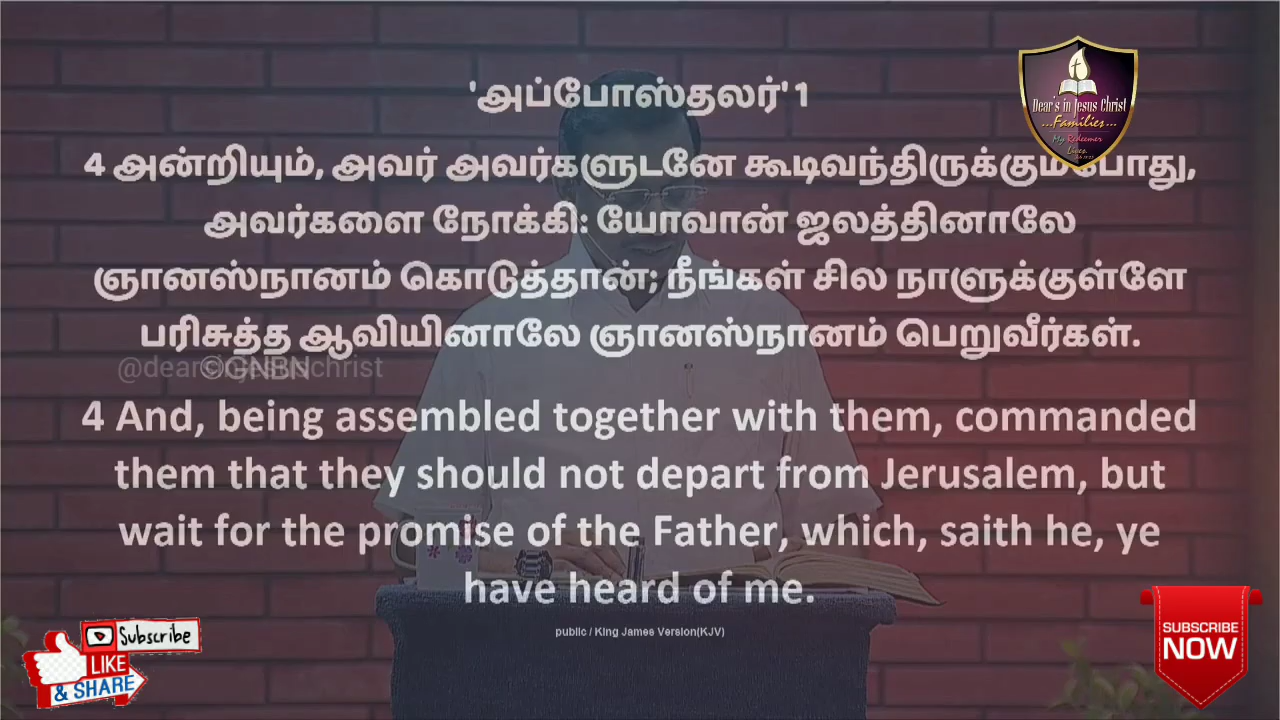 'அப்போஸ்தலர்' 1
4 அன்றியும், அவர் அவர்களுடனே கூடிவந்திருக்கும்போது,
அவர்களை நோக்கி: யோவான் ஜலத்தினாலே
ஞானஸ்நானம் கொடுத்தான்; நீங்கள் சில நாளுக்குள்ளே
பரிசுத்த ஆவியினாலே ஞானஸ்நானம் பெறுவீர்கள்.
©GNBN
4 And, being assembled together with them, commanded
them that they should not depart from Jerusalem, but
wait for the promise of the Father, which, saith he, ye
have heard of me.
public / King James Version(KJV)
Dear's in Jesus Christ
...Families...
My Redeemer
Lives.
Subscribe
LIKE
& SHARE
SUBSCRIBE
NOW